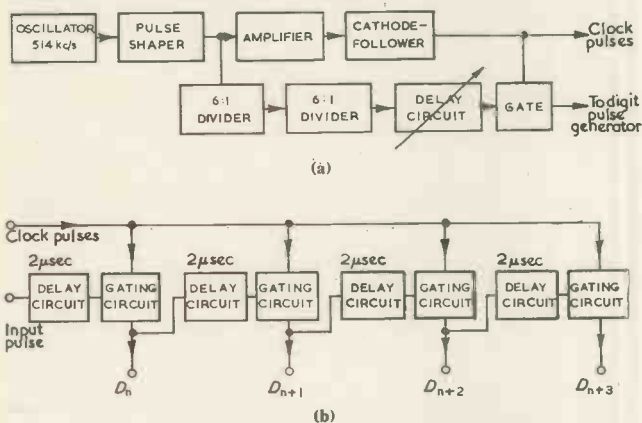 OSCILLATOR
514 kc/s
PULSE
SHAPER
AMPLIFIER
CATHODE-
FOLLOWER
Clock
pulses
6:1
DIVIDER
6:1
DIVIDER
DELAY
CIRCUIT
GATE
To digit
pulse
generator
(a)
Clock pulses
2μsec
2μsec
2μsec
2μsec
DELAY
CIRCUIT
GATING
CIRCUIT
DELAY
CIRCUIT
GATING
CIRCUIT
DELAY
CIRCUIT
GATING
CIRCUIT
DELAY
CIRCUIT
GATING
CIRCUIT
Input
pulse
Dn
Dn+1
Dn+2
Dn+3
(b)